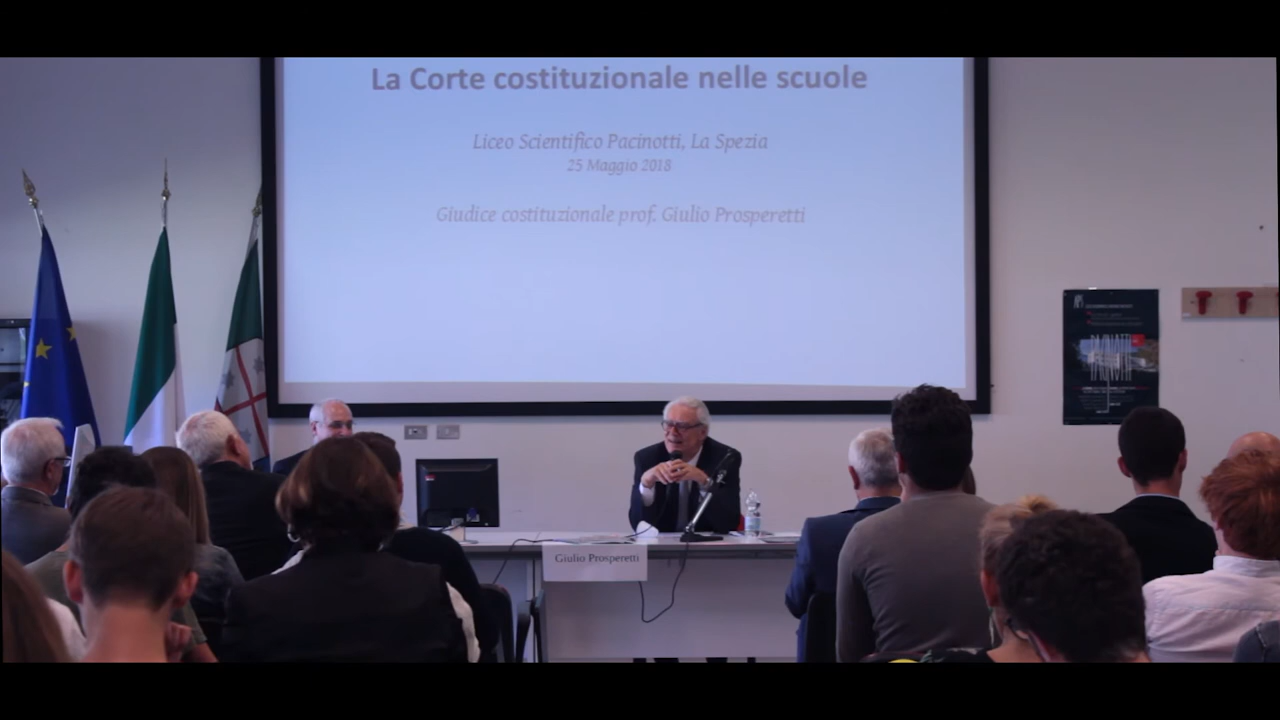 La Corte costituzionale nelle scuole
Liceo Scientifico Pacinotti, La Spezia
25 Maggio 2018
Giudice costituzionale prof. Giulio Prosperetti
Giulio Prosperetti